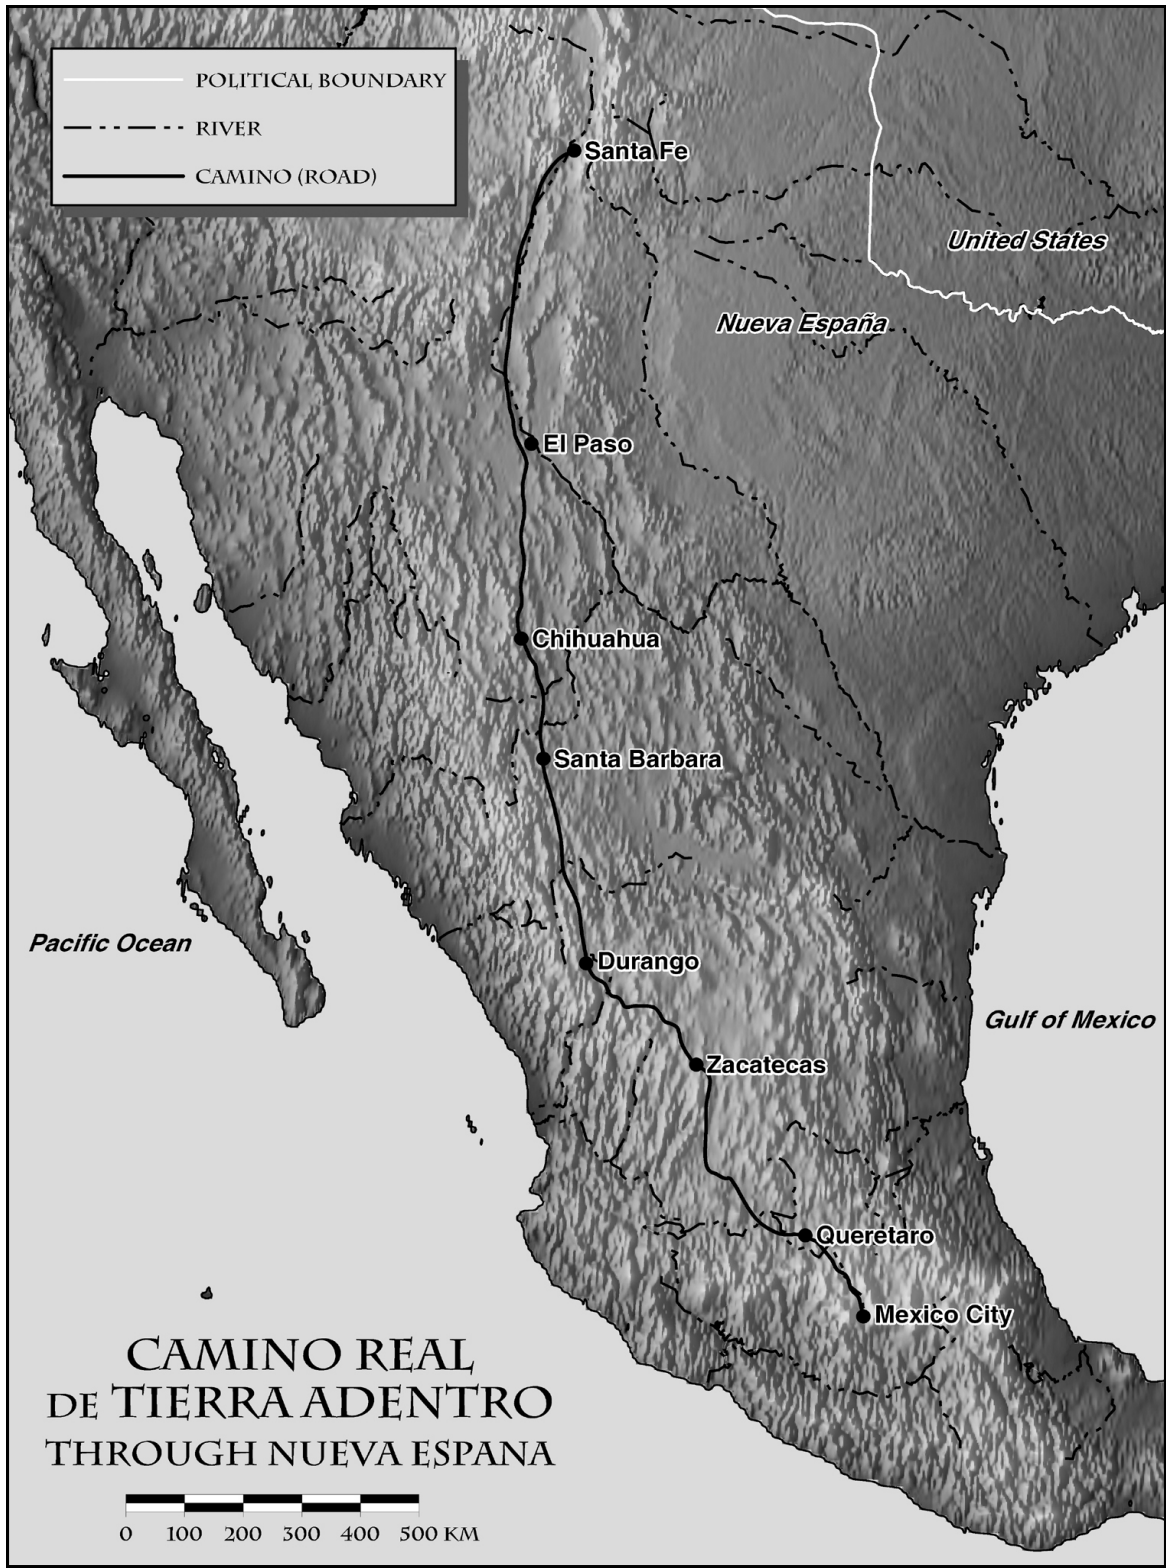 POLITICAL BOUNDARY
RIVER
CAMINO (ROAD)
Santa Fe
United States
Nueva España
El Paso
Chihuahua
Santa Barbara
Pacific Ocean
Durango
Gulf of Mexico
Zacatecas
Queretaro
Mexico City
CAMINO REAL
DE TIERRA ADENTRO
THROUGH NUEVA ESPANA
0 100 200 300 400 500 KM